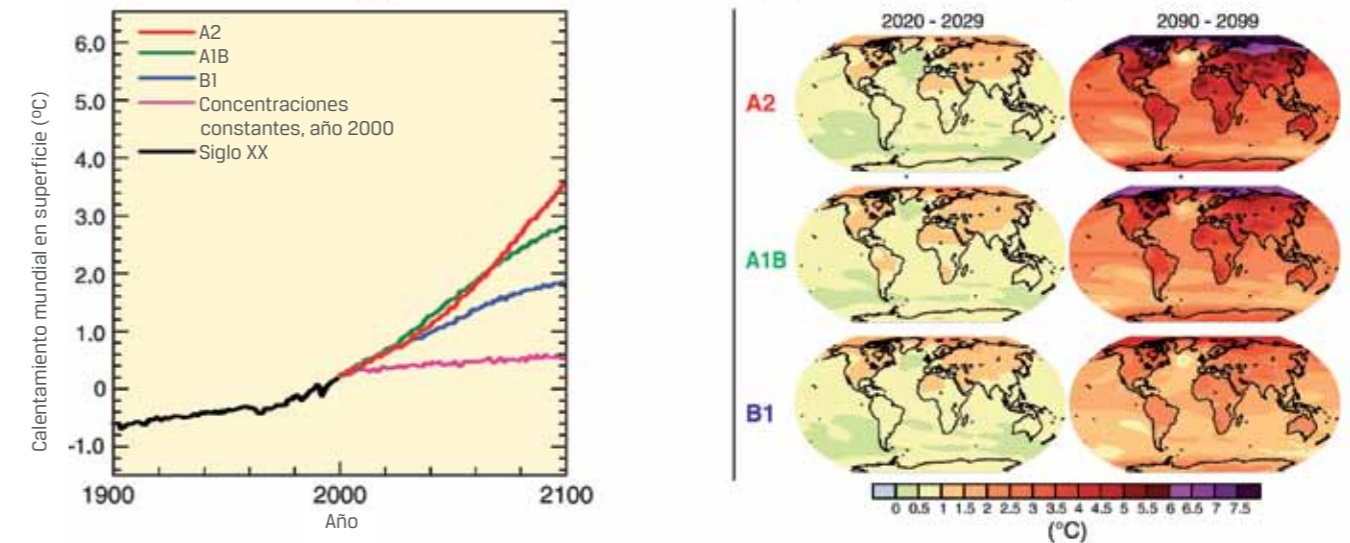 6.0
5.0
4.0
3.0
2.0
1.0
0
-1.0
Calentamiento mundial en superficie (ºC)
A2
A1B
B1
Concentraciones
constantes, año 2000
Siglo XX
1900 2000 2100
Año
2020 - 2029 2090 - 2099
A2
A1B
B1
0 0.5 1 1.5 2 2.5 3 3.5 4 4.5 5 5.5 6 6.5 7 7.5
(°C)